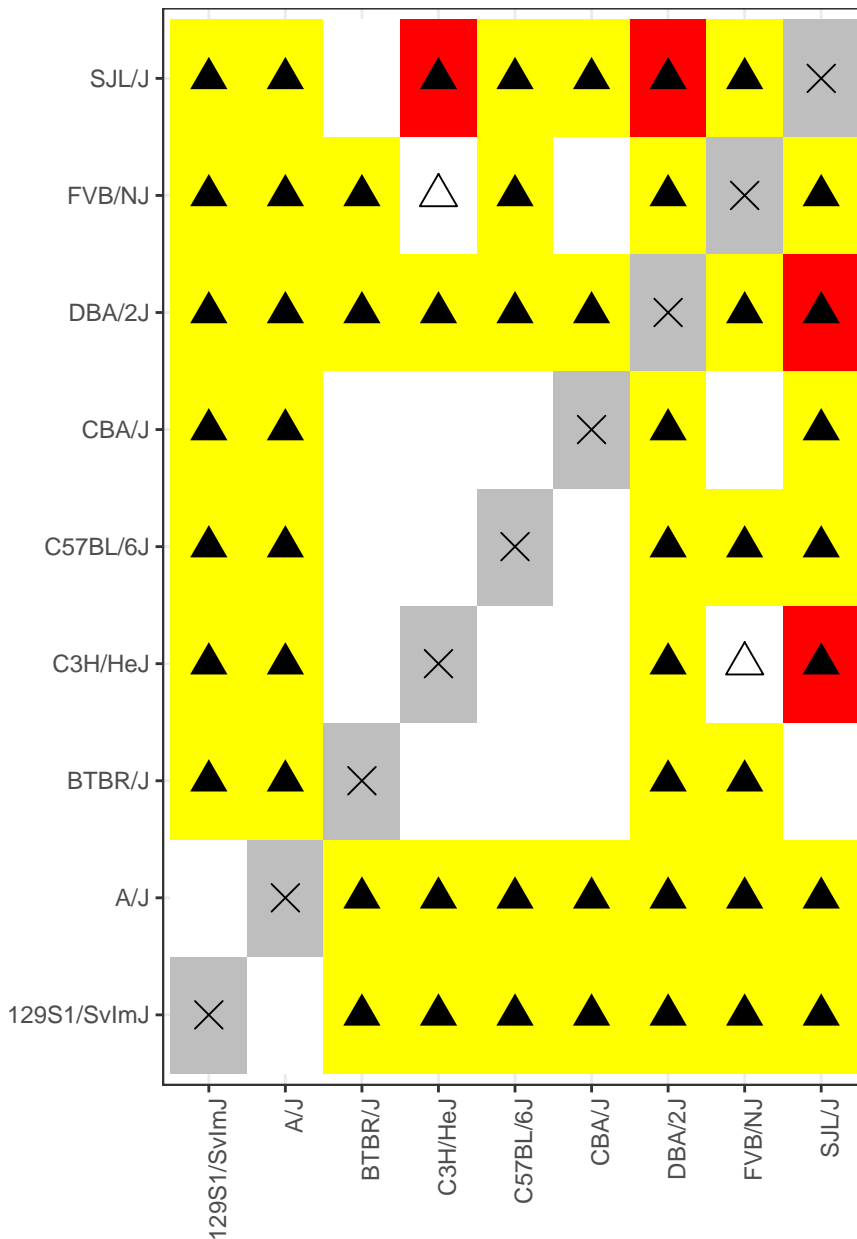 SJL/J
FVB/NJ
DBA/2J
CBA/J
C57BL/6J
C3H/HeJ
BTBR/J
A/J
129S1/SvImJ
129S1/SvImJ
A/J
BTBR/J
C3H/HeJ
C57BL/6J
CBA/J
DBA/2J
FVB/NJ
SJL/J